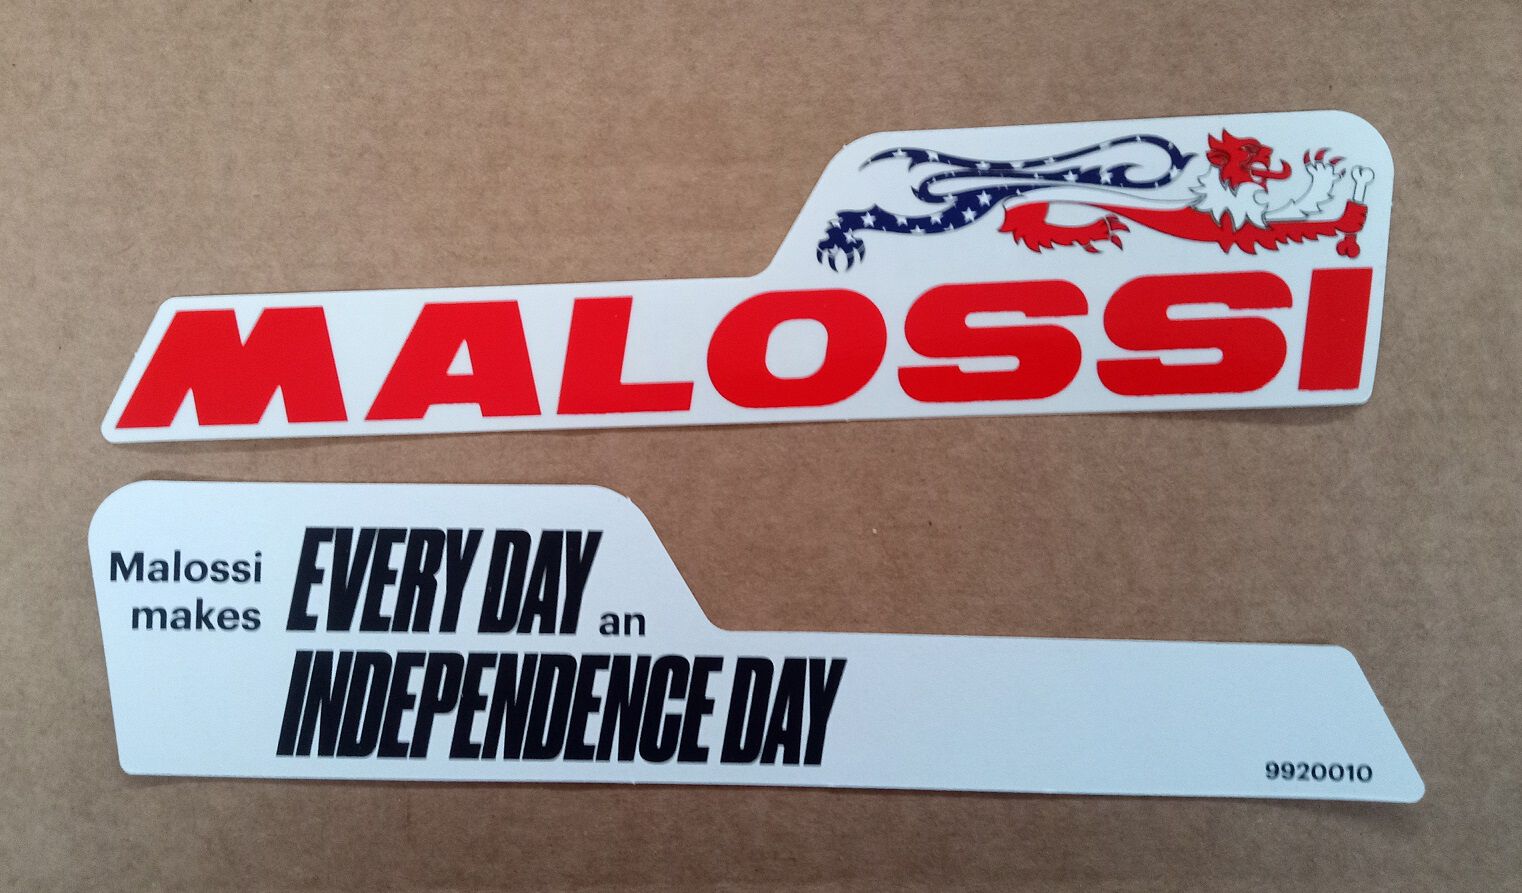 MALOSSI
Malossi
makes
EVERY DAY an
INDEPENDENCE DAY
9920010